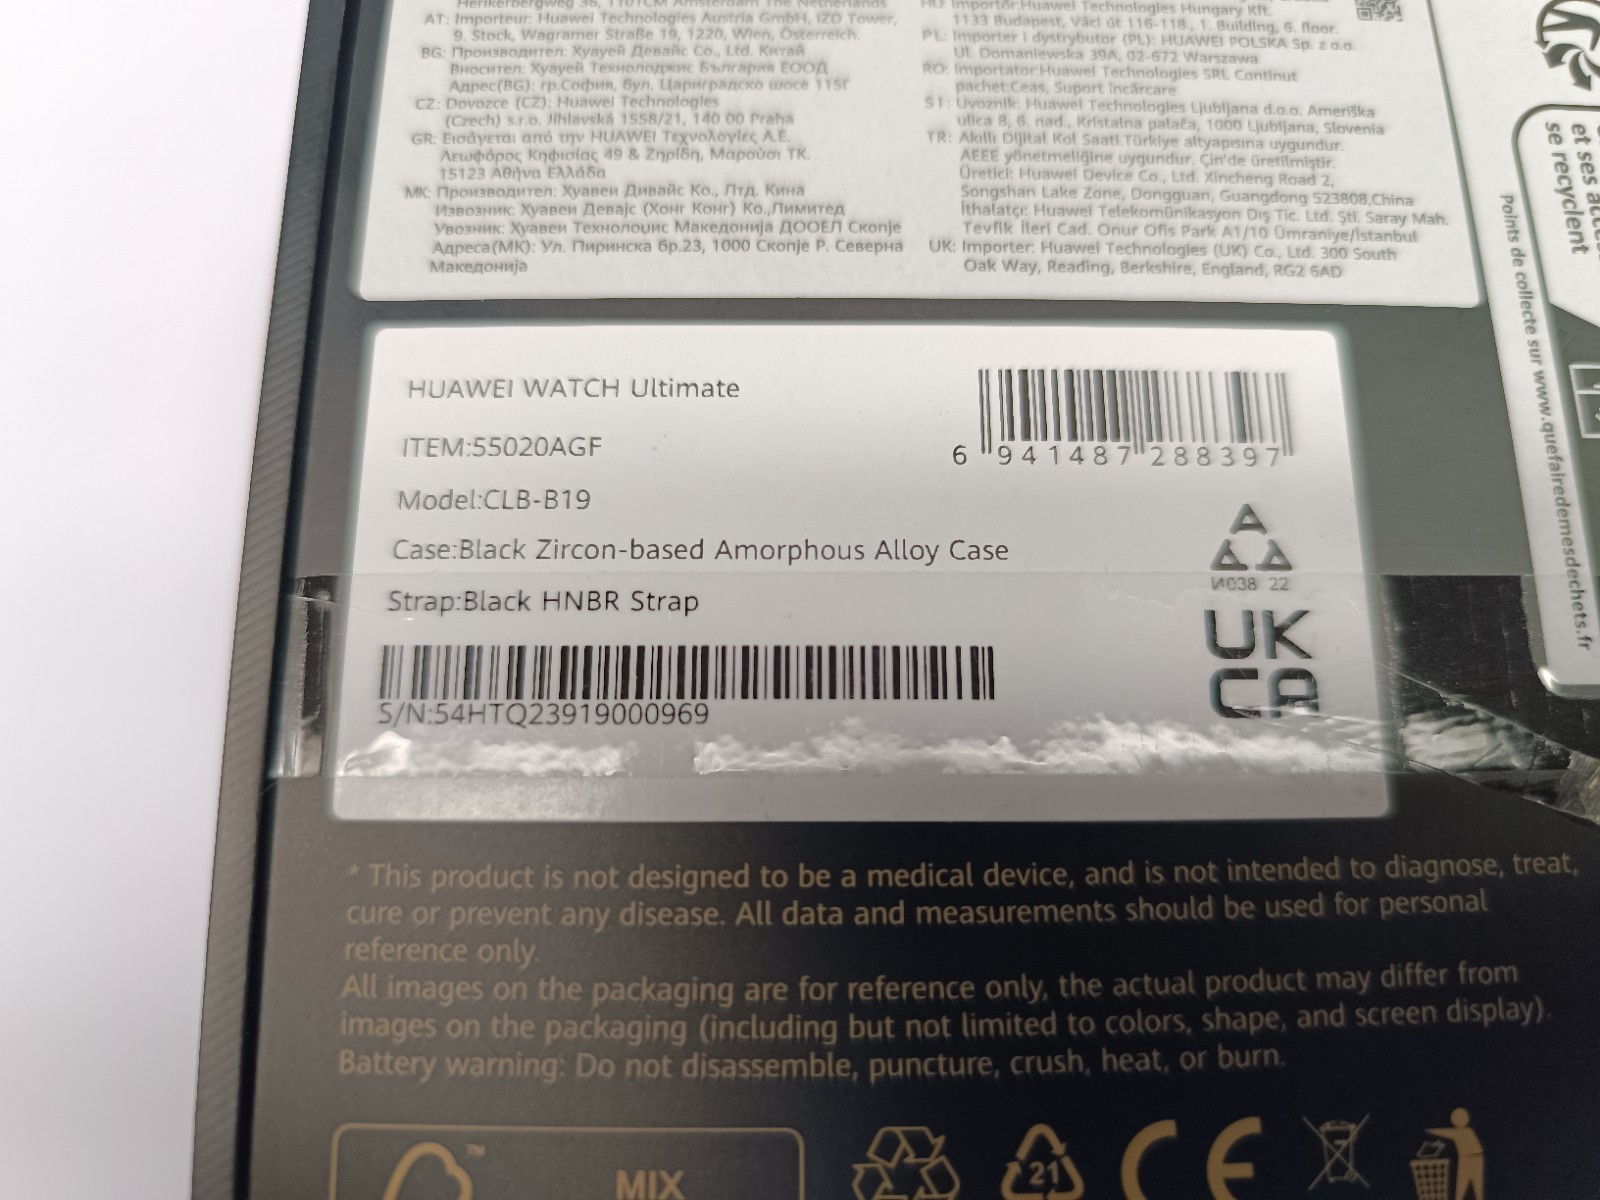 Herikerbergweg 36, 1101CM Amsterdam The Netherlands
AT: Importeur: Huawei Technologies Austria GmbH, IZD Tower,
9. Stock, Wagramer Straße 19, 1220, Wien, Österreich.
BG: Производител: Хуауей Девайс Co., Ltd. Китай
Вносител: Хуауей Технолоджис България ЕООД
Адрес(BG): гр.София, бул. Цариградско шосе 115г
CZ: Dovozce (CZ): Huawei Technologies
(Czech) s.r.o. Jihlavská 1558/21, 140 00 Praha
GR: Εισάγεται από την HUAWEI Τεχνολογίες Α.Ε.
Λεωφόρος Κηφισίας 49 & Ζηρίδη, Μαρούσι ΤΚ.
15123 Αθήνα Ελλάδα
MK: Производител: Хуавеи Дивајс Ко., Лтд. Кина
Извозник: Хуавеи Девајс (Хонг Конг) Ко.,Лимитед
Увозник: Хуавеи Технолоџис Македонија ДООЕЛ Скопје
Адреса(МК): Ул. Пиринска бр.23, 1000 Скопје Р. Северна
Македонија
HU: Importőr:Huawei Technologies Hungary Kft.
1133 Budapest, Váci út 116-118., 1. Building, 6. floor.
PL: Importer i dystrybutor (PL): HUAWEI POLSKA Sp. z o.o.
Ul. Domaniewska 39A, 02-672 Warszawa
RO: Importator:Huawei Technologies SRL Continut
pachet:Ceas, Suport încărcare
SI: Uvoznik: Huawei Technologies Ljubljana d.o.o. Ameriška
ulica 8, 6. nad., Kristalna palača, 1000 Ljubljana, Slovenia
TR: Akıllı Dijital Kol Saati.Türkiye altyapısına uygundur.
AEEE yönetmeliğine uygundur. Çin'de üretilmiştir.
Üretici: Huawei Device Co., Ltd. Xincheng Road 2,
Songshan Lake Zone, Dongguan, Guangdong 523808,China
İthalatçı: Huawei Telekomünikasyon Dış Tic. Ltd. Şti. Saray Mah.
Tevfik İleri Cad. Onur Ofis Park A1/10 Ümraniye/İstanbul
UK: Importer: Huawei Technologies (UK) Co., Ltd. 300 South
Oak Way, Reading, Berkshire, England, RG2 6AD
et ses
se recyclent
Points de collecte sur www.quefairedemesdechets.fr
HUAWEI WATCH Ultimate
ITEM:55020AGF
Model:CLB-B19
Case:Black Zircon-based Amorphous Alloy Case
Strap:Black HNBR Strap
S/N:54HTQ23919000969
6 941487 288397
И038 22
UK
CA
* This product is not designed to be a medical device, and is not intended to diagnose, treat,
cure or prevent any disease. All data and measurements should be used for personal
reference only.
All images on the packaging are for reference only, the actual product may differ from
images on the packaging (including but not limited to colors, shape, and screen display).
Battery warning: Do not disassemble, puncture, crush, heat, or burn.
™
MIX
21
CE